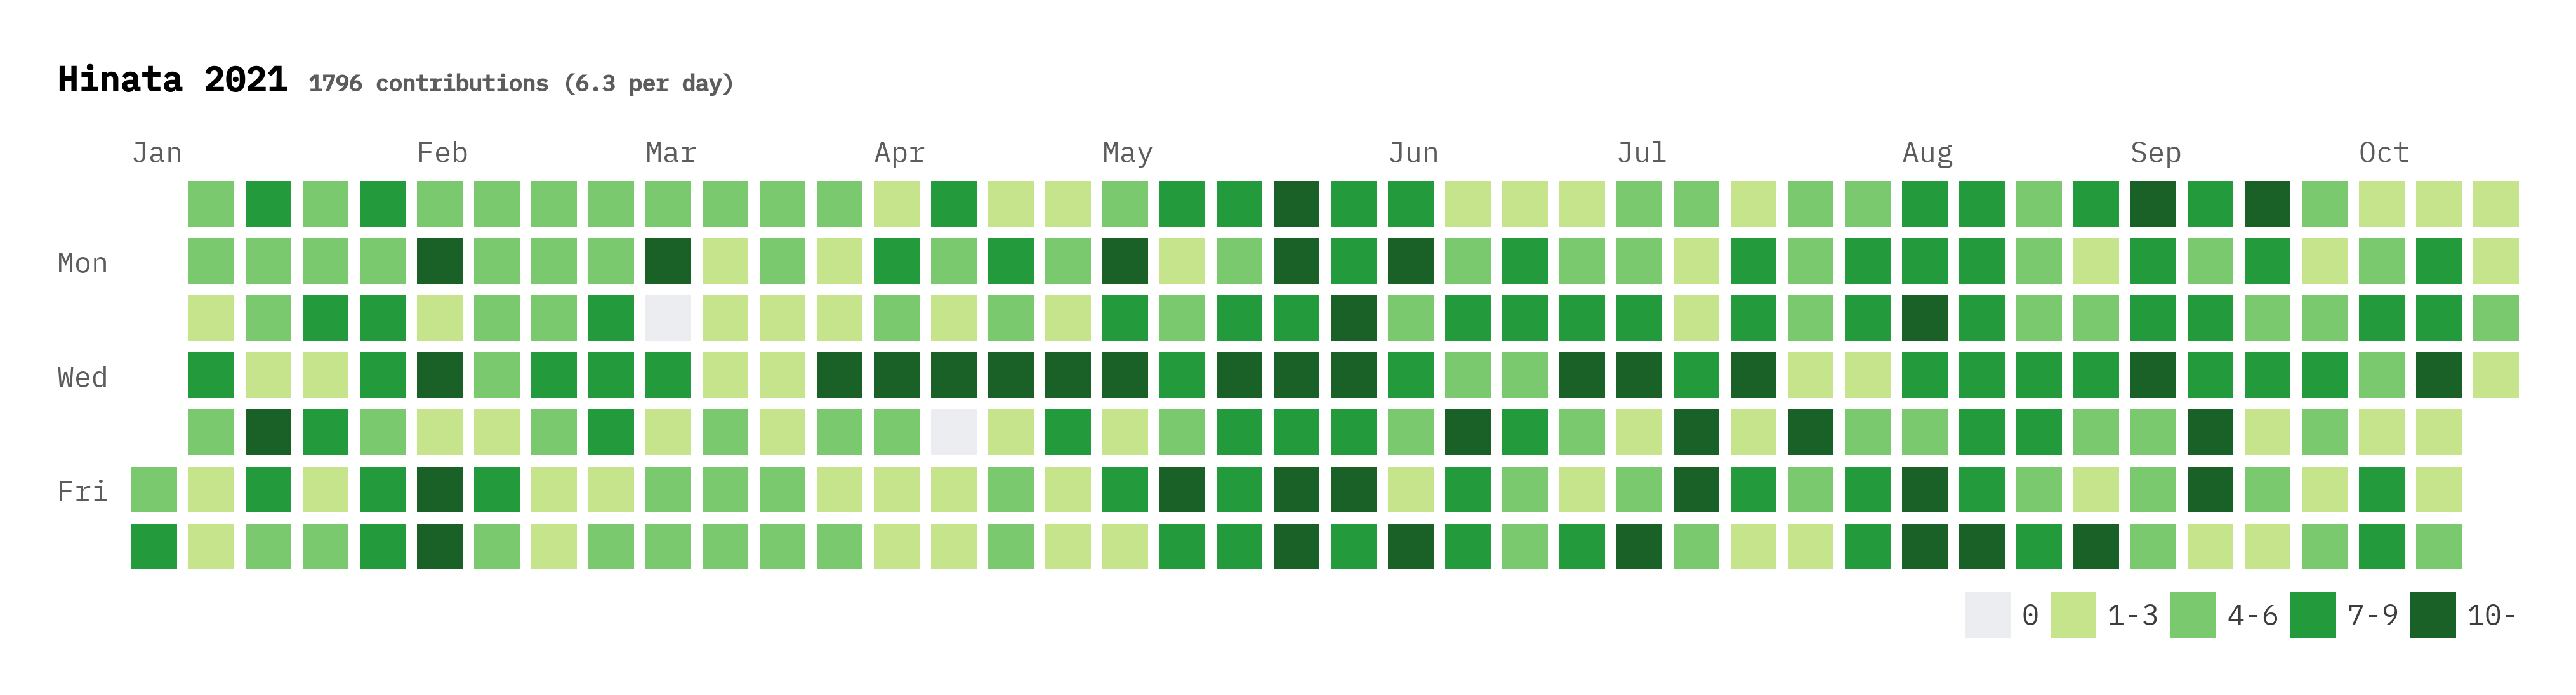 Hinata 2021 1796 contributions (6.3 per day)
Jan Feb Mar Apr May Jun Jul Aug Sep Oct
Mon
Wed
Fri
0 1-3 4-6 7-9 10-